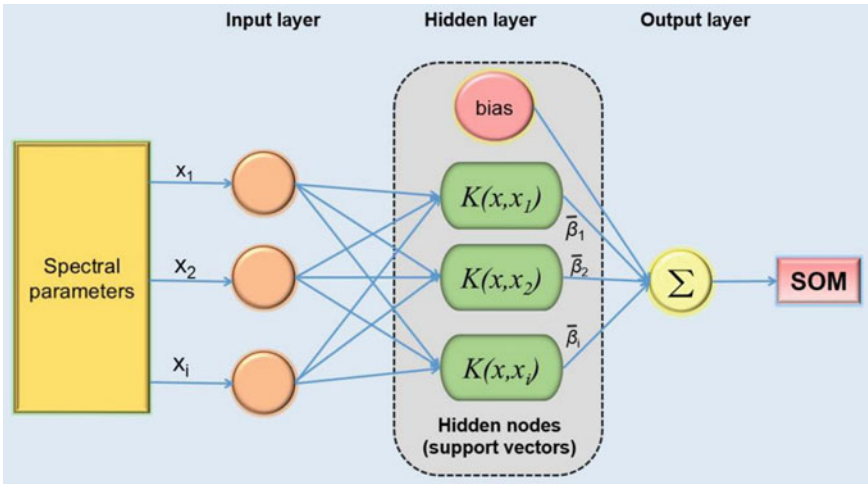 Input layer
Hidden layer
Output layer
bias
x1
K(x,x1)
β̅1
Spectral
parameters
x2
K(x,x2)
β̅2
Σ
SOM
xi
K(x,xi)
β̅i
Hidden nodes
(support vectors)